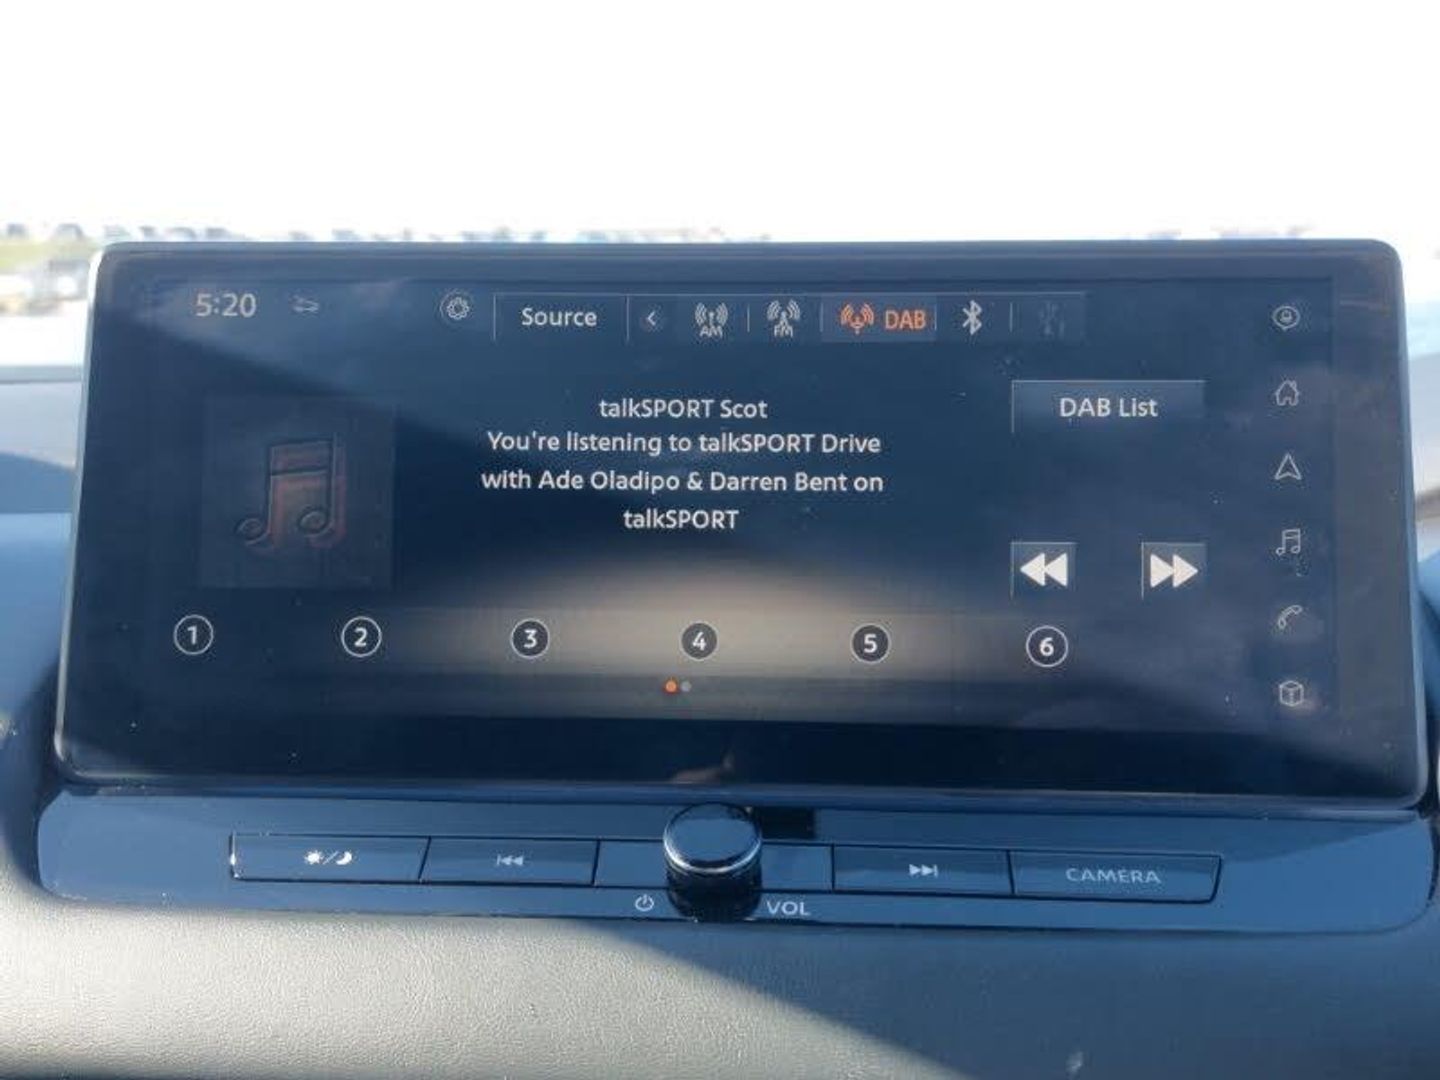 5:20
Source
AM
FM
DAB
talkSPORT Scot
DAB List
You're listening to talkSPORT Drive
with Ade Oladipo & Darren Bent on
talkSPORT
1 2 3 4 5 6
VOL
CAMERA